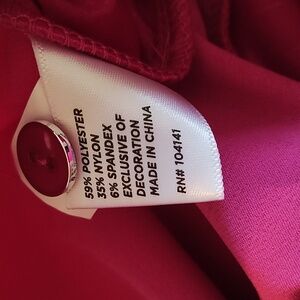 59% POLYESTER
35% NYLON
6% SPANDEX
EXCLUSIVE OF
DECORATION
MADE IN CHINA
RN# 104141